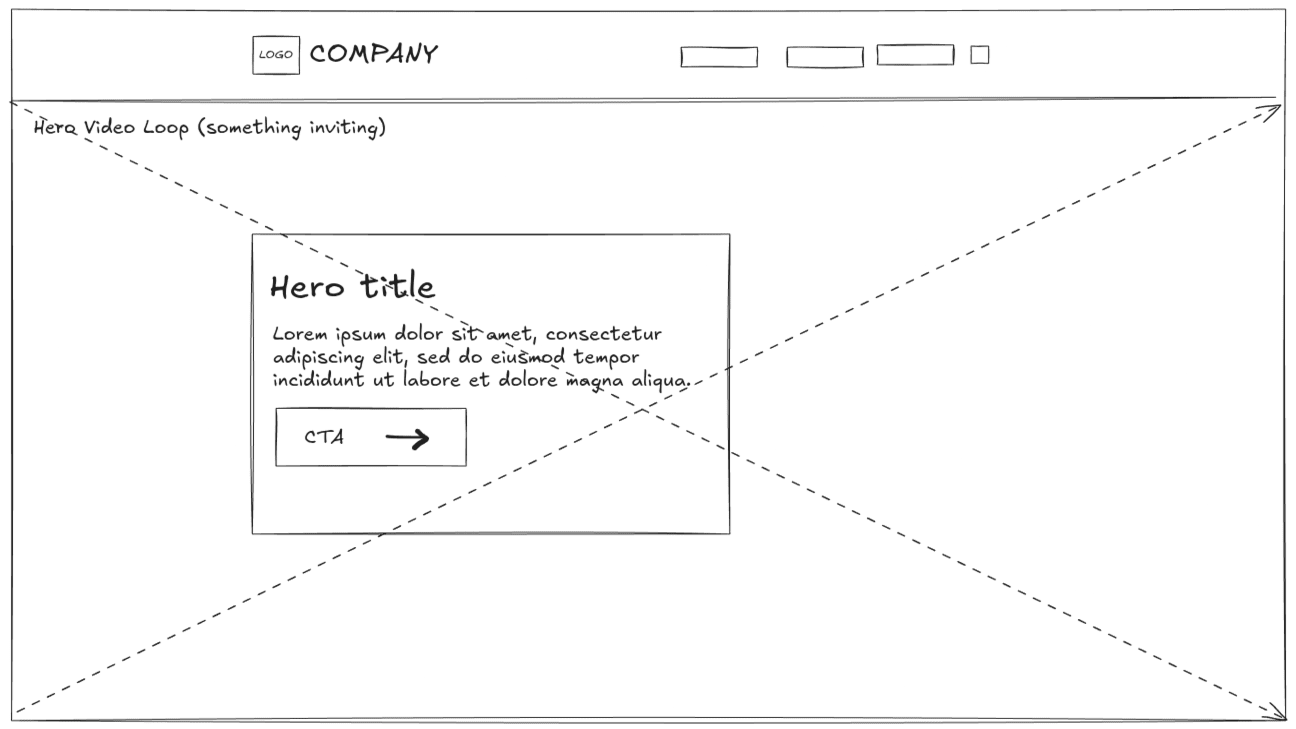 LOGO COMPANY
Hero Video Loop (something inviting)
Hero title
Lorem ipsum dolor sit amet, consectetur
adipiscing elit, sed do eiusmod tempor
incididunt ut labore et dolore magna aliqua.
CTA